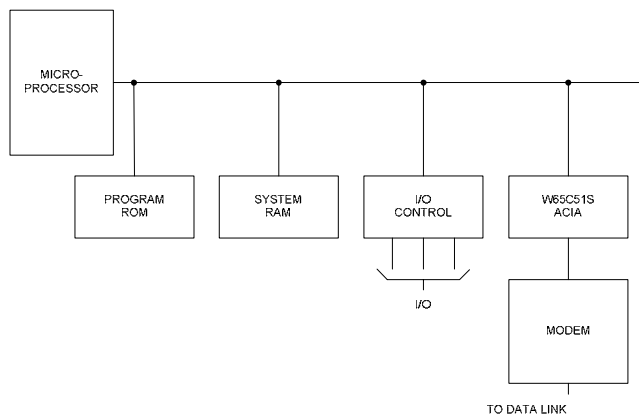 MICRO-
PROCESSOR
PROGRAM
ROM
SYSTEM
RAM
I/O
CONTROL
W65C51S
ACIA
I/O
MODEM
TO DATA LINK